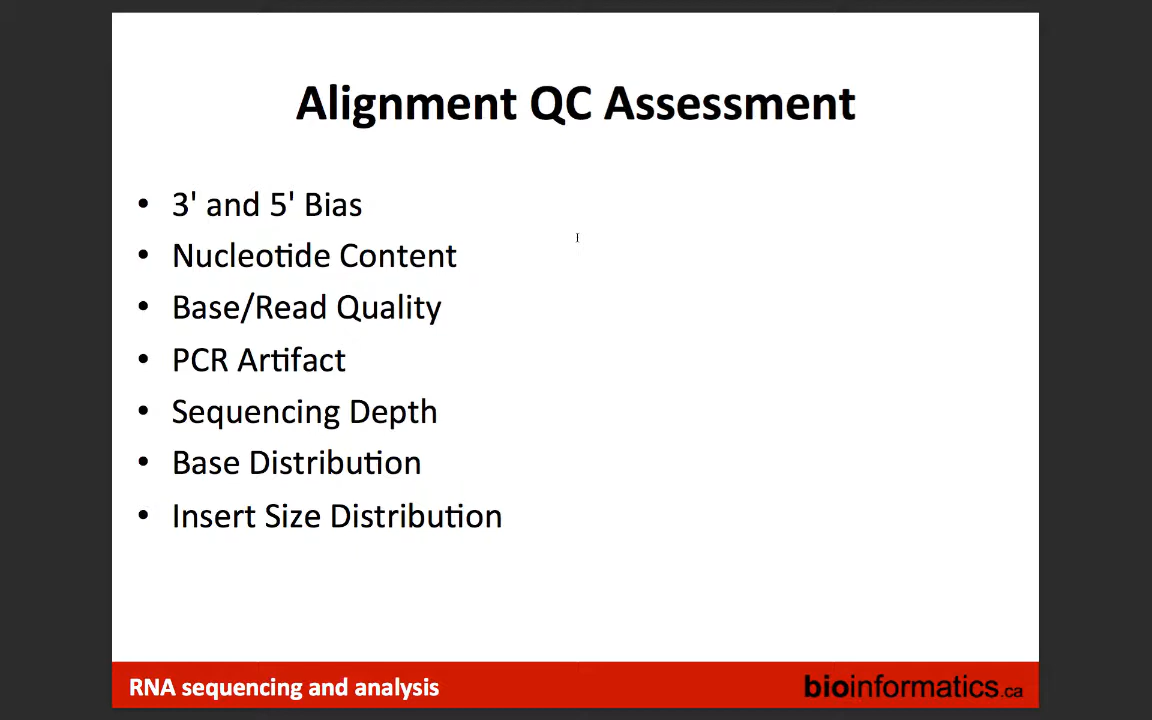 Alignment QC Assessment
• 3' and 5' Bias
• Nucleotide Content
• Base/Read Quality
• PCR Artifact
• Sequencing Depth
• Base Distribution
• Insert Size Distribution
RNA sequencing and analysis
bioinformatics.ca